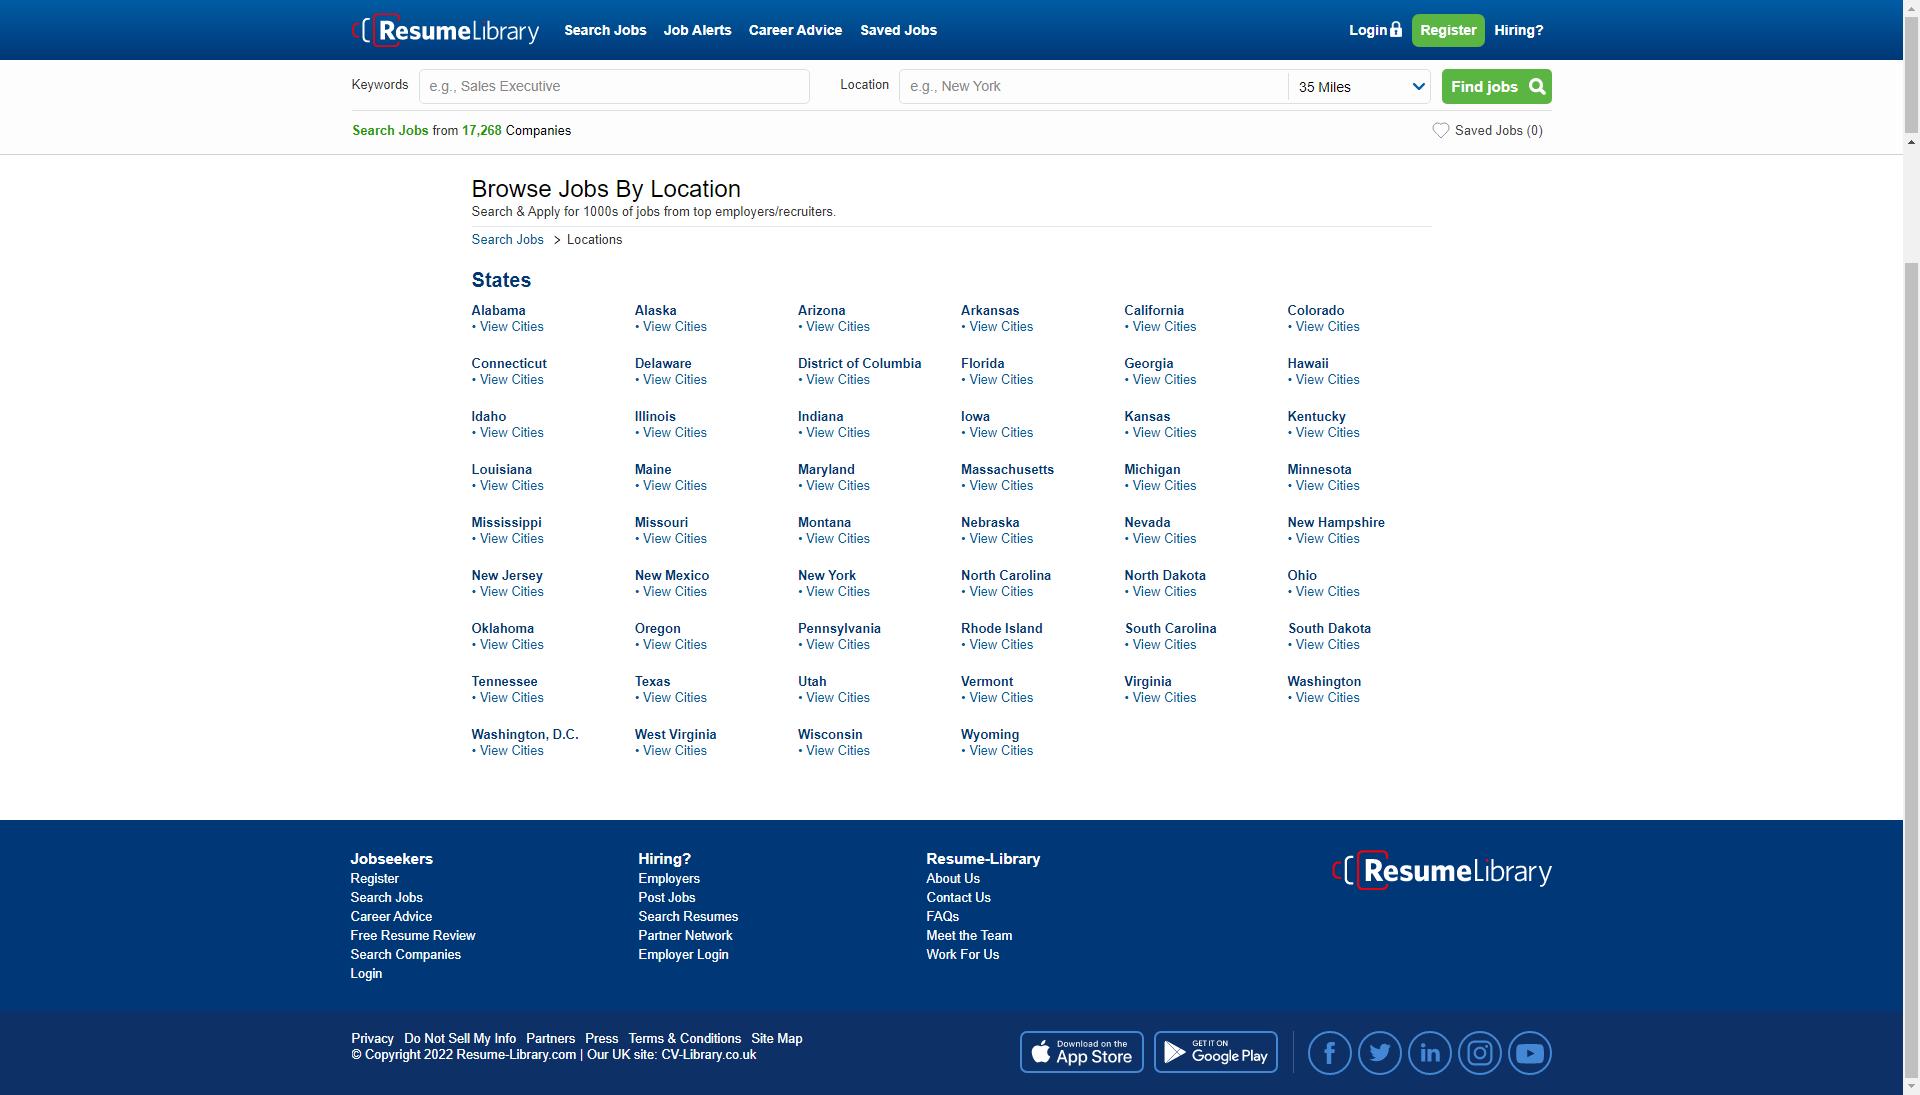 ResumeLibrary Search Jobs Job Alerts Career Advice Saved Jobs Login Register Hiring?
Keywords e.g., Sales Executive Location e.g., New York 35 Miles Find jobs
Search Jobs from 17,268 Companies Saved Jobs (0)
Browse Jobs By Location
Search & Apply for 1000s of jobs from top employers/recruiters.
Search Jobs > Locations
States
Alabama Alaska Arizona Arkansas California Colorado
• View Cities • View Cities • View Cities • View Cities • View Cities • View Cities
Connecticut Delaware District of Columbia Florida Georgia Hawaii
• View Cities • View Cities • View Cities • View Cities • View Cities • View Cities
Idaho Illinois Indiana Iowa Kansas Kentucky
• View Cities • View Cities • View Cities • View Cities • View Cities • View Cities
Louisiana Maine Maryland Massachusetts Michigan Minnesota
• View Cities • View Cities • View Cities • View Cities • View Cities • View Cities
Mississippi Missouri Montana Nebraska Nevada New Hampshire
• View Cities • View Cities • View Cities • View Cities • View Cities • View Cities
New Jersey New Mexico New York North Carolina North Dakota Ohio
• View Cities • View Cities • View Cities • View Cities • View Cities • View Cities
Oklahoma Oregon Pennsylvania Rhode Island South Carolina South Dakota
• View Cities • View Cities • View Cities • View Cities • View Cities • View Cities
Tennessee Texas Utah Vermont Virginia Washington
• View Cities • View Cities • View Cities • View Cities • View Cities • View Cities
Washington, D.C. West Virginia Wisconsin Wyoming
• View Cities • View Cities • View Cities • View Cities
Jobseekers
Register
Search Jobs
Career Advice
Free Resume Review
Search Companies
Login
Hiring?
Employers
Post Jobs
Search Resumes
Partner Network
Employer Login
Resume-Library
About Us
Contact Us
FAQs
Meet the Team
Work For Us
ResumeLibrary
Privacy Do Not Sell My Info Partners Press Terms & Conditions Site Map
© Copyright 2022 Resume-Library.com | Our UK site: CV-Library.co.uk
Download on the
App Store
GET IT ON
Google Play